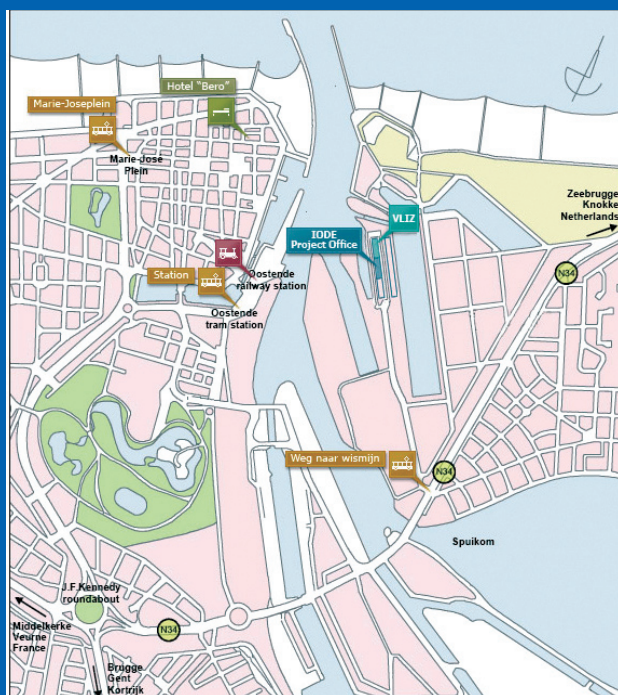 Hotel "Bero"
Marie-Joseplein
Marie-Jose
Plein
Zeebrugge
Knokke
Netherlands
VLIZ
IODE
Project Office
N34
Oostende
railway station
Station
Oostende
tram station
Weg naar wismijn
N34
Spuikom
J.F.Kennedy
roundabout
Middelkerke
Veurne
France
N34
Brugge
Gent
Kortrijk